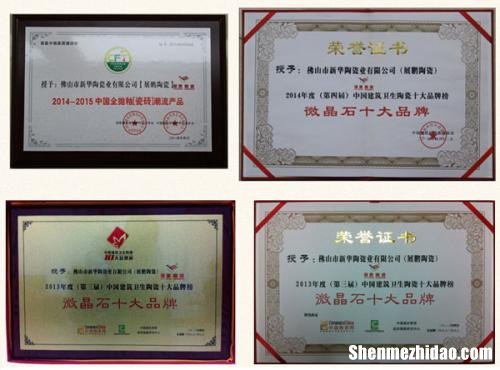 授予：佛山市新华陶瓷业有限公司【展鹏陶瓷】
2014~2015 中国全抛釉[瓷砖]潮流产品
荣誉证书
授予：佛山市新华陶瓷业有限公司（展鹏陶瓷）
2014年度（第四届）中国建筑卫生陶瓷十大品牌榜
微晶石十大品牌
授予：佛山市新华陶瓷业有限公司（展鹏陶瓷）
2013年度（第三届）中国建筑卫生陶瓷十大品牌榜
微晶石十大品牌
荣誉证书
授予：佛山市新华陶瓷业有限公司（展鹏陶瓷）
2013年度（第三届）中国建筑卫生陶瓷十大品牌榜
微晶石十大品牌
Shenmezhidao.com